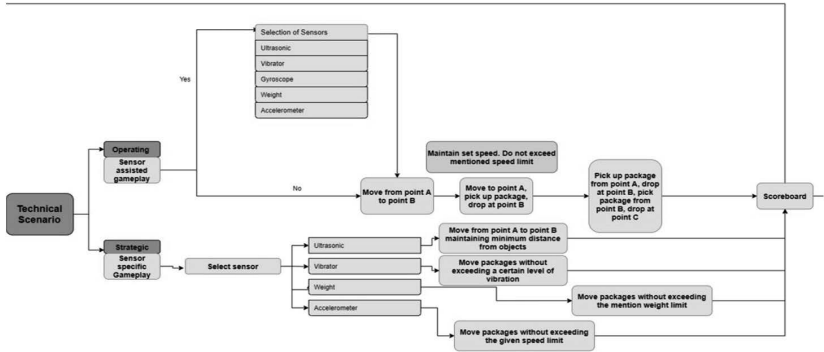 Technical
Scenario
Operating
Sensor
assisted
gameplay
Yes
No
Selection of Sensors
Ultrasonic
Vibrator
Gyroscope
Weight
Accelerometer
Move from point A
to point B
Maintain set speed. Do not exceed
mentioned speed limit
Move to point A,
pick up package,
drop at point B
Pick up package
from point A, drop
at point B, pick
package from
point B, drop at
point C
Scoreboard
Strategic
Sensor
specific
Gameplay
Select sensor
Ultrasonic
Vibrator
Weight
Accelerometer
Move from point A to point B
maintaining minimum distance
from objects
Move packages without
exceeding a certain level of
vibration
Move packages without exceeding
the mention weight limit
Move packages without exceeding
the given speed limit